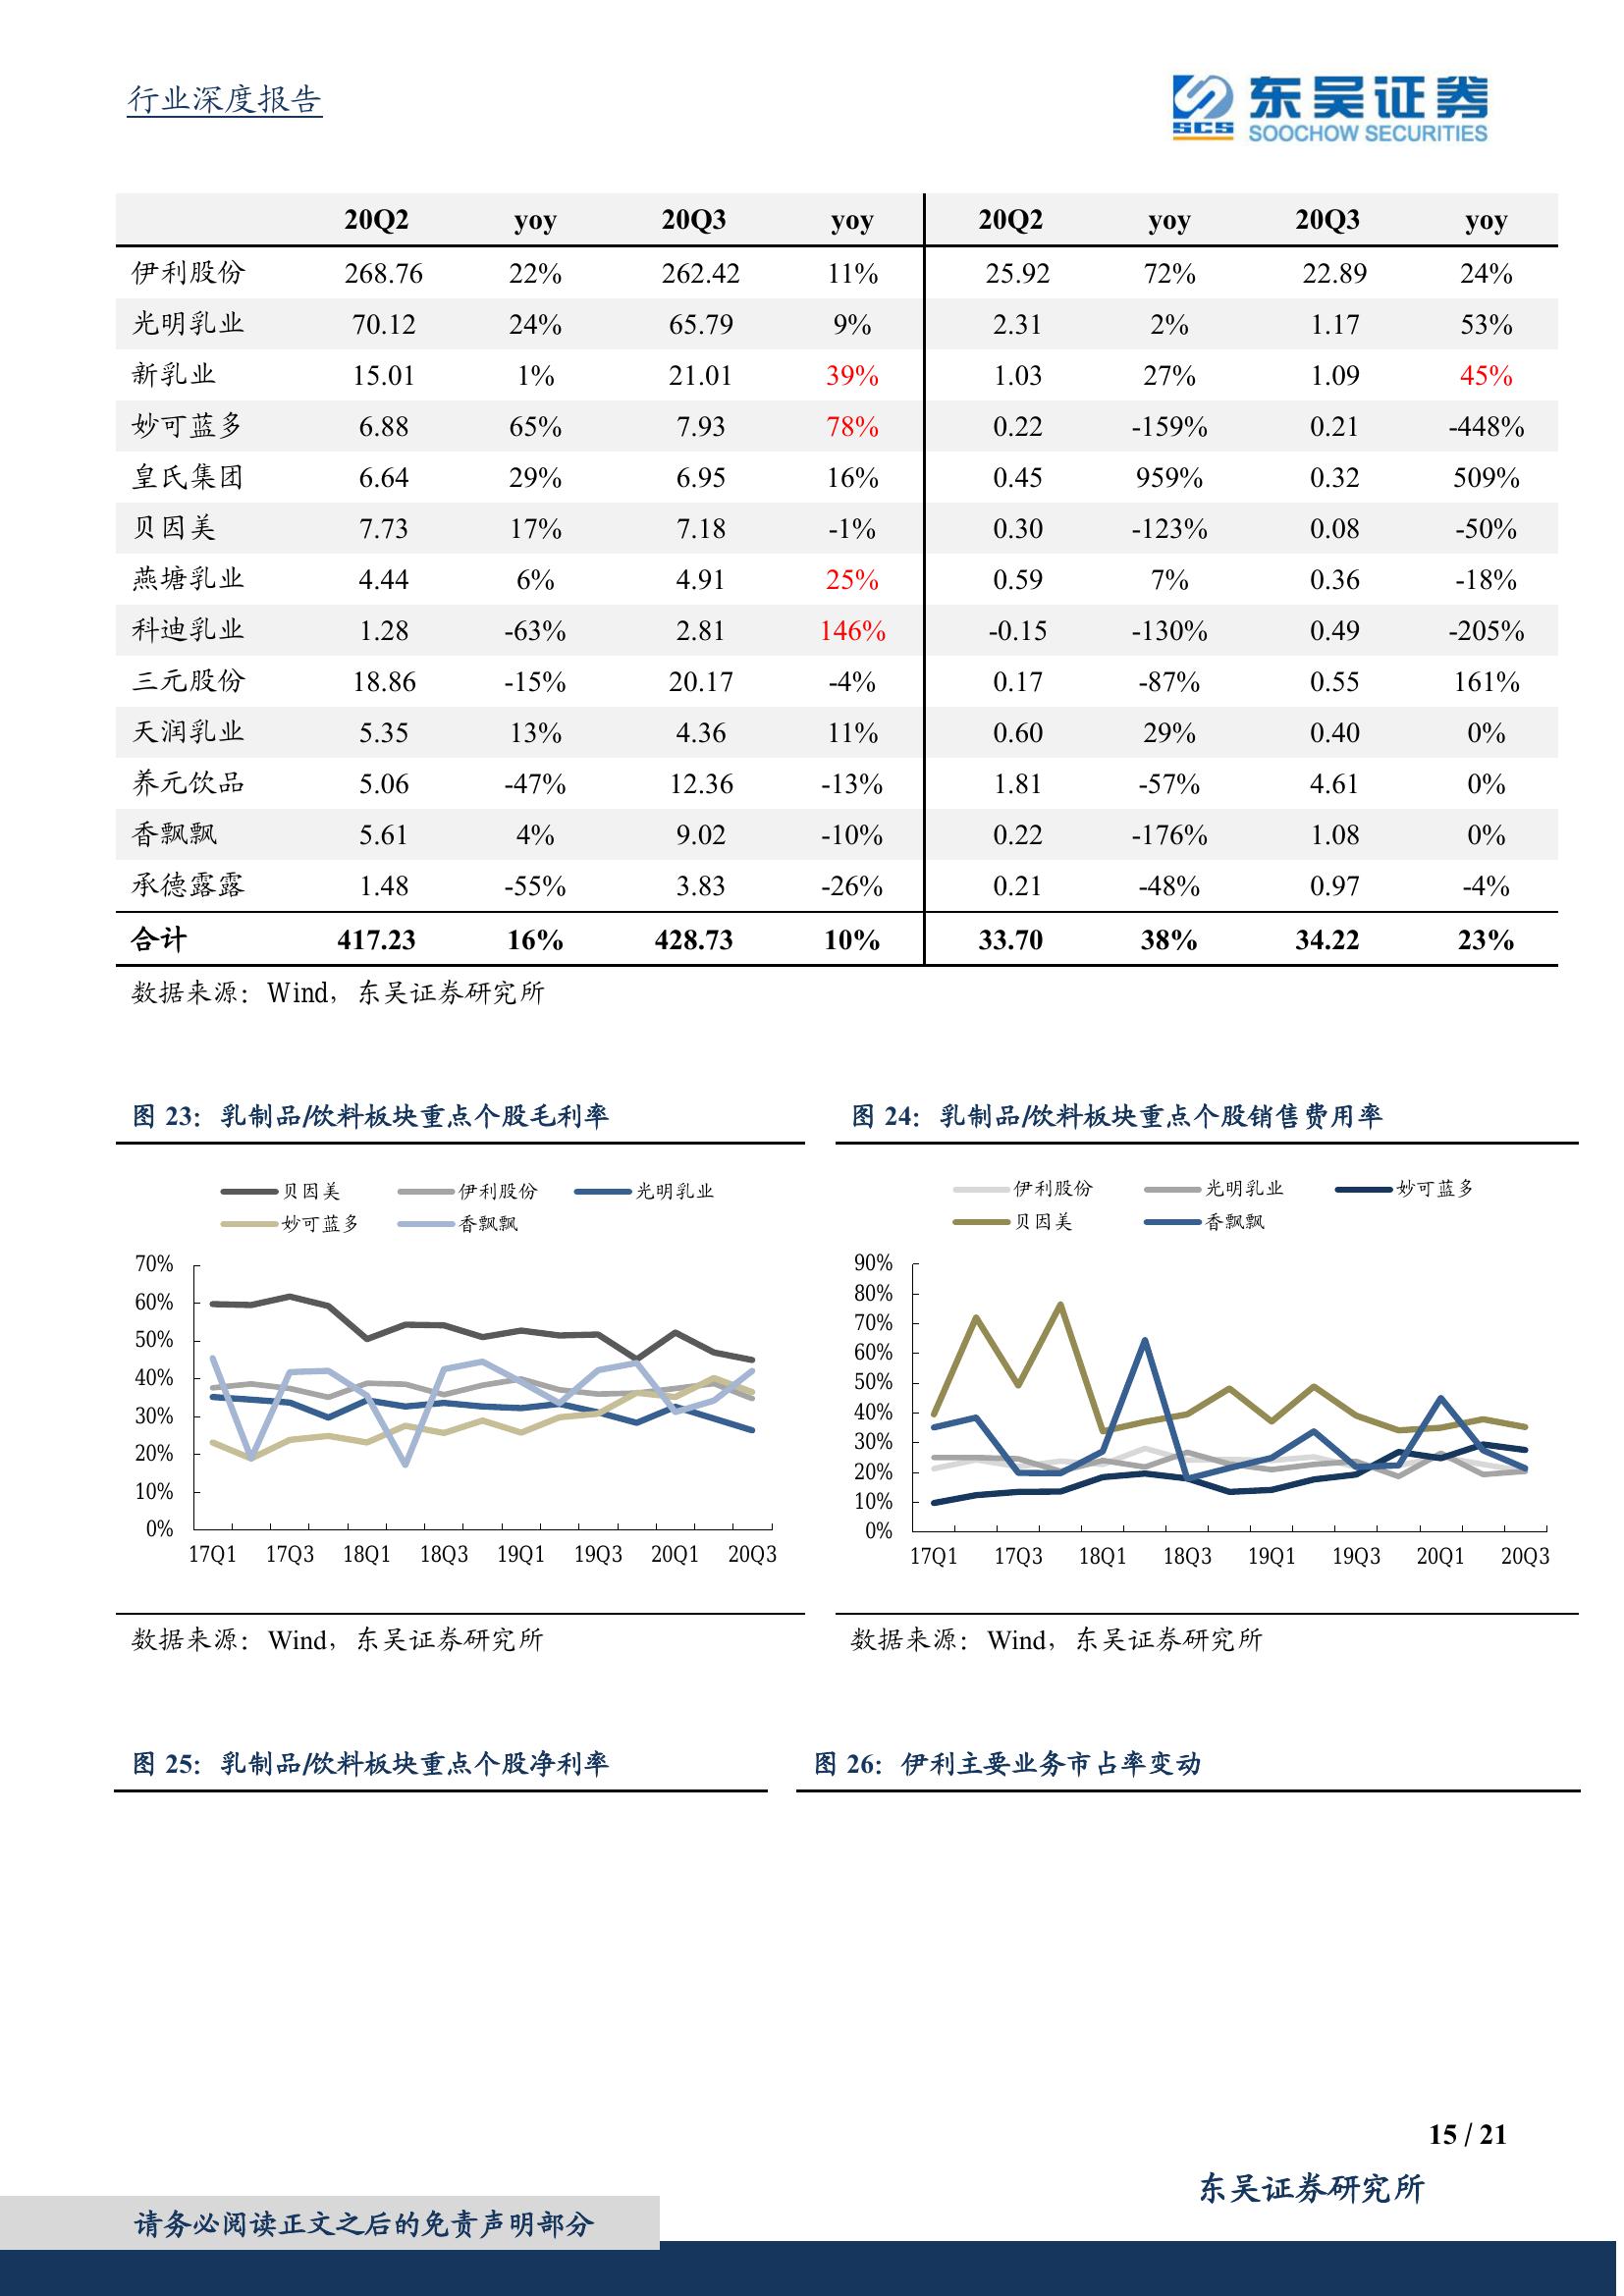 行业深度报告
SCS 东吴证券
SOOCHOW SECURITIES
20Q2 yoy 20Q3 yoy 20Q2 yoy 20Q3 yoy
伊利股份 268.76 22% 262.42 11% 25.92 72% 22.89 24%
光明乳业 70.12 24% 65.79 9% 2.31 2% 1.17 53%
新乳业 15.01 1% 21.01 39% 1.03 27% 1.09 45%
妙可蓝多 6.88 65% 7.93 78% 0.22 -159% 0.21 -448%
皇氏集团 6.64 29% 6.95 16% 0.45 959% 0.32 509%
贝因美 7.73 17% 7.18 -1% 0.30 -123% 0.08 -50%
燕塘乳业 4.44 6% 4.91 25% 0.59 7% 0.36 -18%
科迪乳业 1.28 -63% 2.81 146% -0.15 -130% 0.49 -205%
三元股份 18.86 -15% 20.17 -4% 0.17 -87% 0.55 161%
天润乳业 5.35 13% 4.36 11% 0.60 29% 0.40 0%
养元饮品 5.06 -47% 12.36 -13% 1.81 -57% 4.61 0%
香飘飘 5.61 4% 9.02 -10% 0.22 -176% 1.08 0%
承德露露 1.48 -55% 3.83 -26% 0.21 -48% 0.97 -4%
合计 417.23 16% 428.73 10% 33.70 38% 34.22 23%
数据来源：Wind，东吴证券研究所
图 23：乳制品/饮料板块重点个股毛利率
贝因美 伊利股份 光明乳业
妙可蓝多 香飘飘
70%
60%
50%
40%
30%
20%
10%
0%
17Q1 17Q3 18Q1 18Q3 19Q1 19Q3 20Q1 20Q3
数据来源：Wind，东吴证券研究所
图 24：乳制品/饮料板块重点个股销售费用率
伊利股份 光明乳业 妙可蓝多
贝因美 香飘飘
90%
80%
70%
60%
50%
40%
30%
20%
10%
0%
17Q1 17Q3 18Q1 18Q3 19Q1 19Q3 20Q1 20Q3
数据来源：Wind，东吴证券研究所
图 25：乳制品/饮料板块重点个股净利率
图 26：伊利主要业务市占率变动
15 / 21
东吴证券研究所
请务必阅读正文之后的免责声明部分